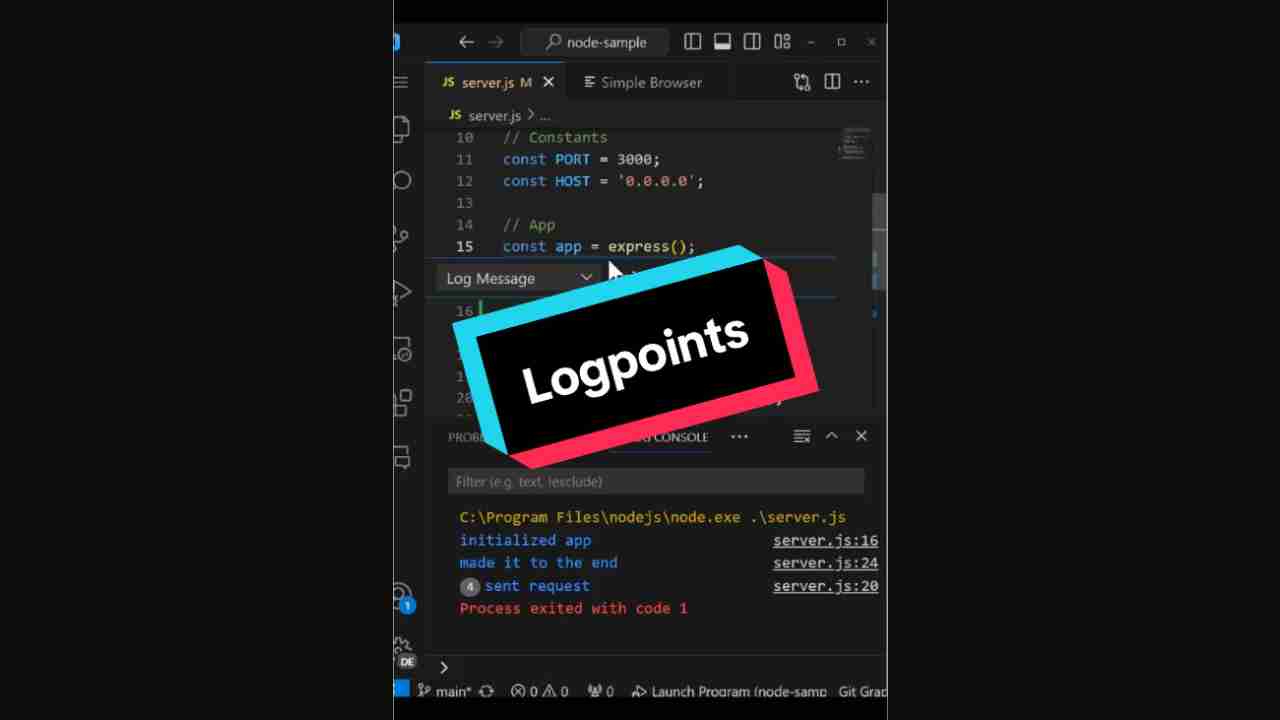 node-sample
JS server.js M
Simple Browser
JS server.js > ...
10 // Constants
11 const PORT = 3000;
12 const HOST = '0.0.0.0';
13
14 // App
15 const app = express();
Log Message
16
20
Logpoints
CONSOLE
Filter (e.g. text, !exclude)
C:\Program Files\nodejs\node.exe .\server.js
initialized app server.js:16
made it to the end server.js:24
4 sent request server.js:20
Process exited with code 1
1
DE
>
main* 0 0 0 Launch Program (node-samp Git Grap